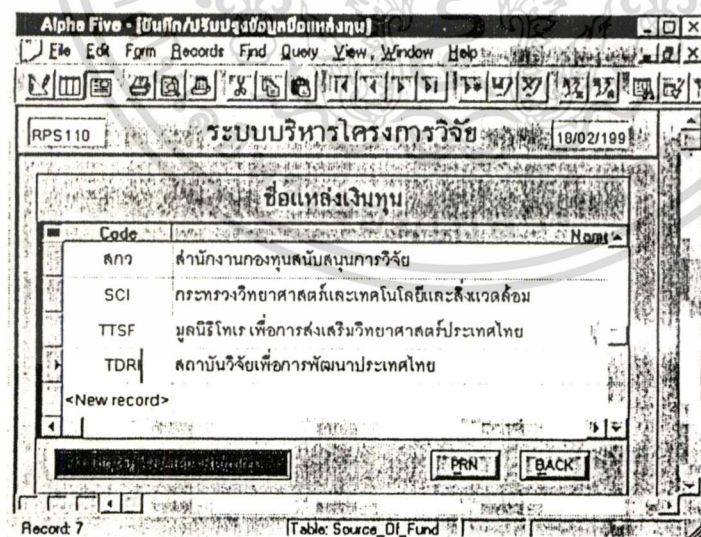 Alpha Five - [บันทึก/ปรับปรุงข้อมูลชื่อแหล่งทุน]
File Edit Form Records Find Query View Window Help
RPS110 ระบบบริหารโครงการวิจัย 18/02/199
ชื่อแหล่งเงินทุน
Code Name
สกว สำนักงานกองทุนสนับสนุนการวิจัย
SCI กระทรวงวิทยาศาสตร์และเทคโนโลยีและสิ่งแวดล้อม
TTSF มูลนิธิโทเร เพื่อการส่งเสริมวิทยาศาสตร์ประเทศไทย
TDRI สถาบันวิจัยเพื่อการพัฒนาประเทศไทย
<New record>
PRN BACK
Record: 7 Table: Source_Of_Fund